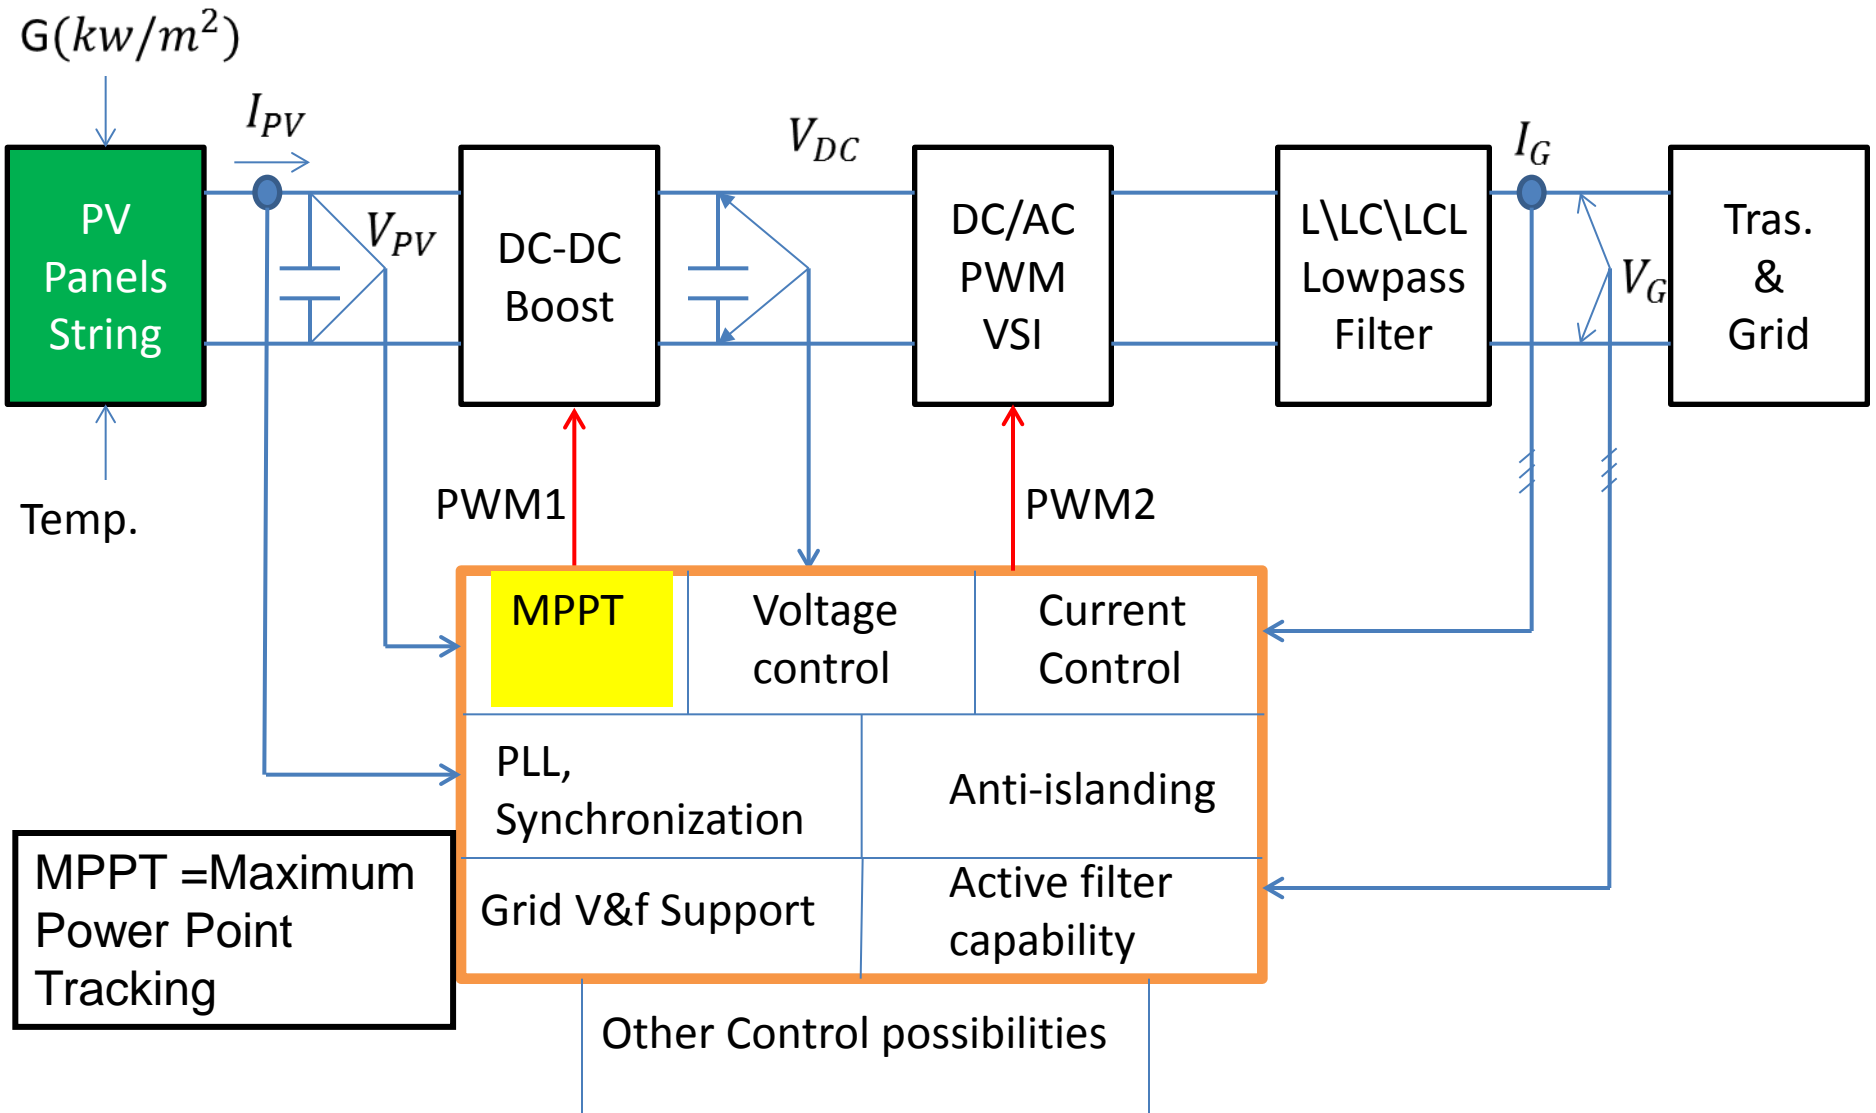 G(kw/m²)
I_PV
V_PV
V_DC
I_G
V_G
PV
Panels
String
DC-DC
Boost
DC/AC
PWM
VSI
L\LC\LCL
Lowpass
Filter
Tras.
&
Grid
Temp.
PWM1
PWM2
MPPT
Voltage
control
Current
Control
PLL,
Synchronization
Anti-islanding
Grid V&f Support
Active filter
capability
Other Control possibilities
MPPT =Maximum
Power Point
Tracking